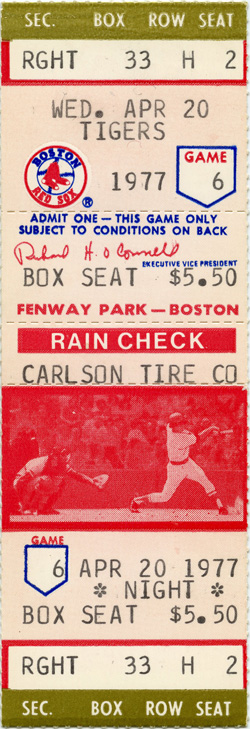 SEC. BOX ROW SEAT
RGHT 33 H 2
WED. APR 20
TIGERS
BOSTON
RED SOX
®
1977
GAME
6
ADMIT ONE — THIS GAME ONLY
SUBJECT TO CONDITIONS ON BACK
Richard H. O'Connell
EXECUTIVE VICE PRESIDENT
BOX SEAT $5.50
FENWAY PARK — BOSTON
RAIN CHECK
CARLSON TIRE CO
GAME
6 APR 20 1977
* NIGHT *
BOX SEAT $5.50
RGHT 33 H 2
SEC. BOX ROW SEAT